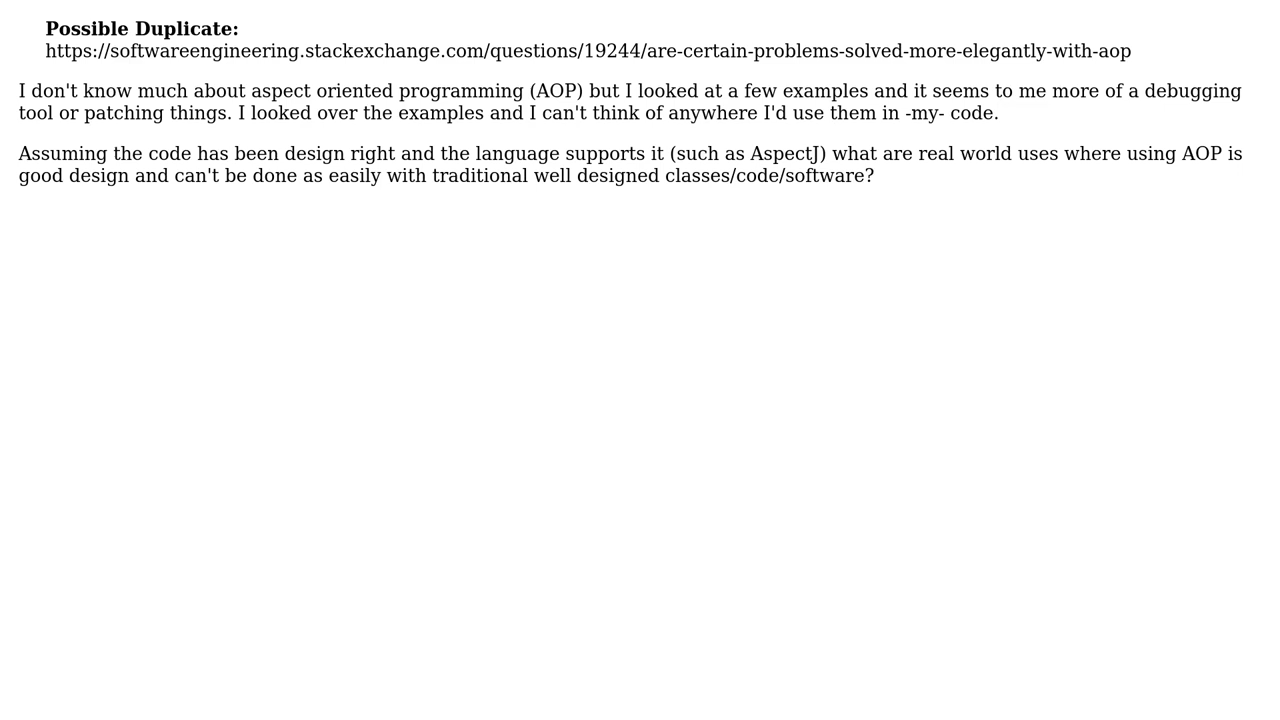 Possible Duplicate:
https://softwareengineering.stackexchange.com/questions/19244/are-certain-problems-solved-more-elegantly-with-aop
I don't know much about aspect oriented programming (AOP) but I looked at a few examples and it seems to me more of a debugging
tool or patching things. I looked over the examples and I can't think of anywhere I'd use them in -my- code.
Assuming the code has been design right and the language supports it (such as AspectJ) what are real world uses where using AOP is
good design and can't be done as easily with traditional well designed classes/code/software?